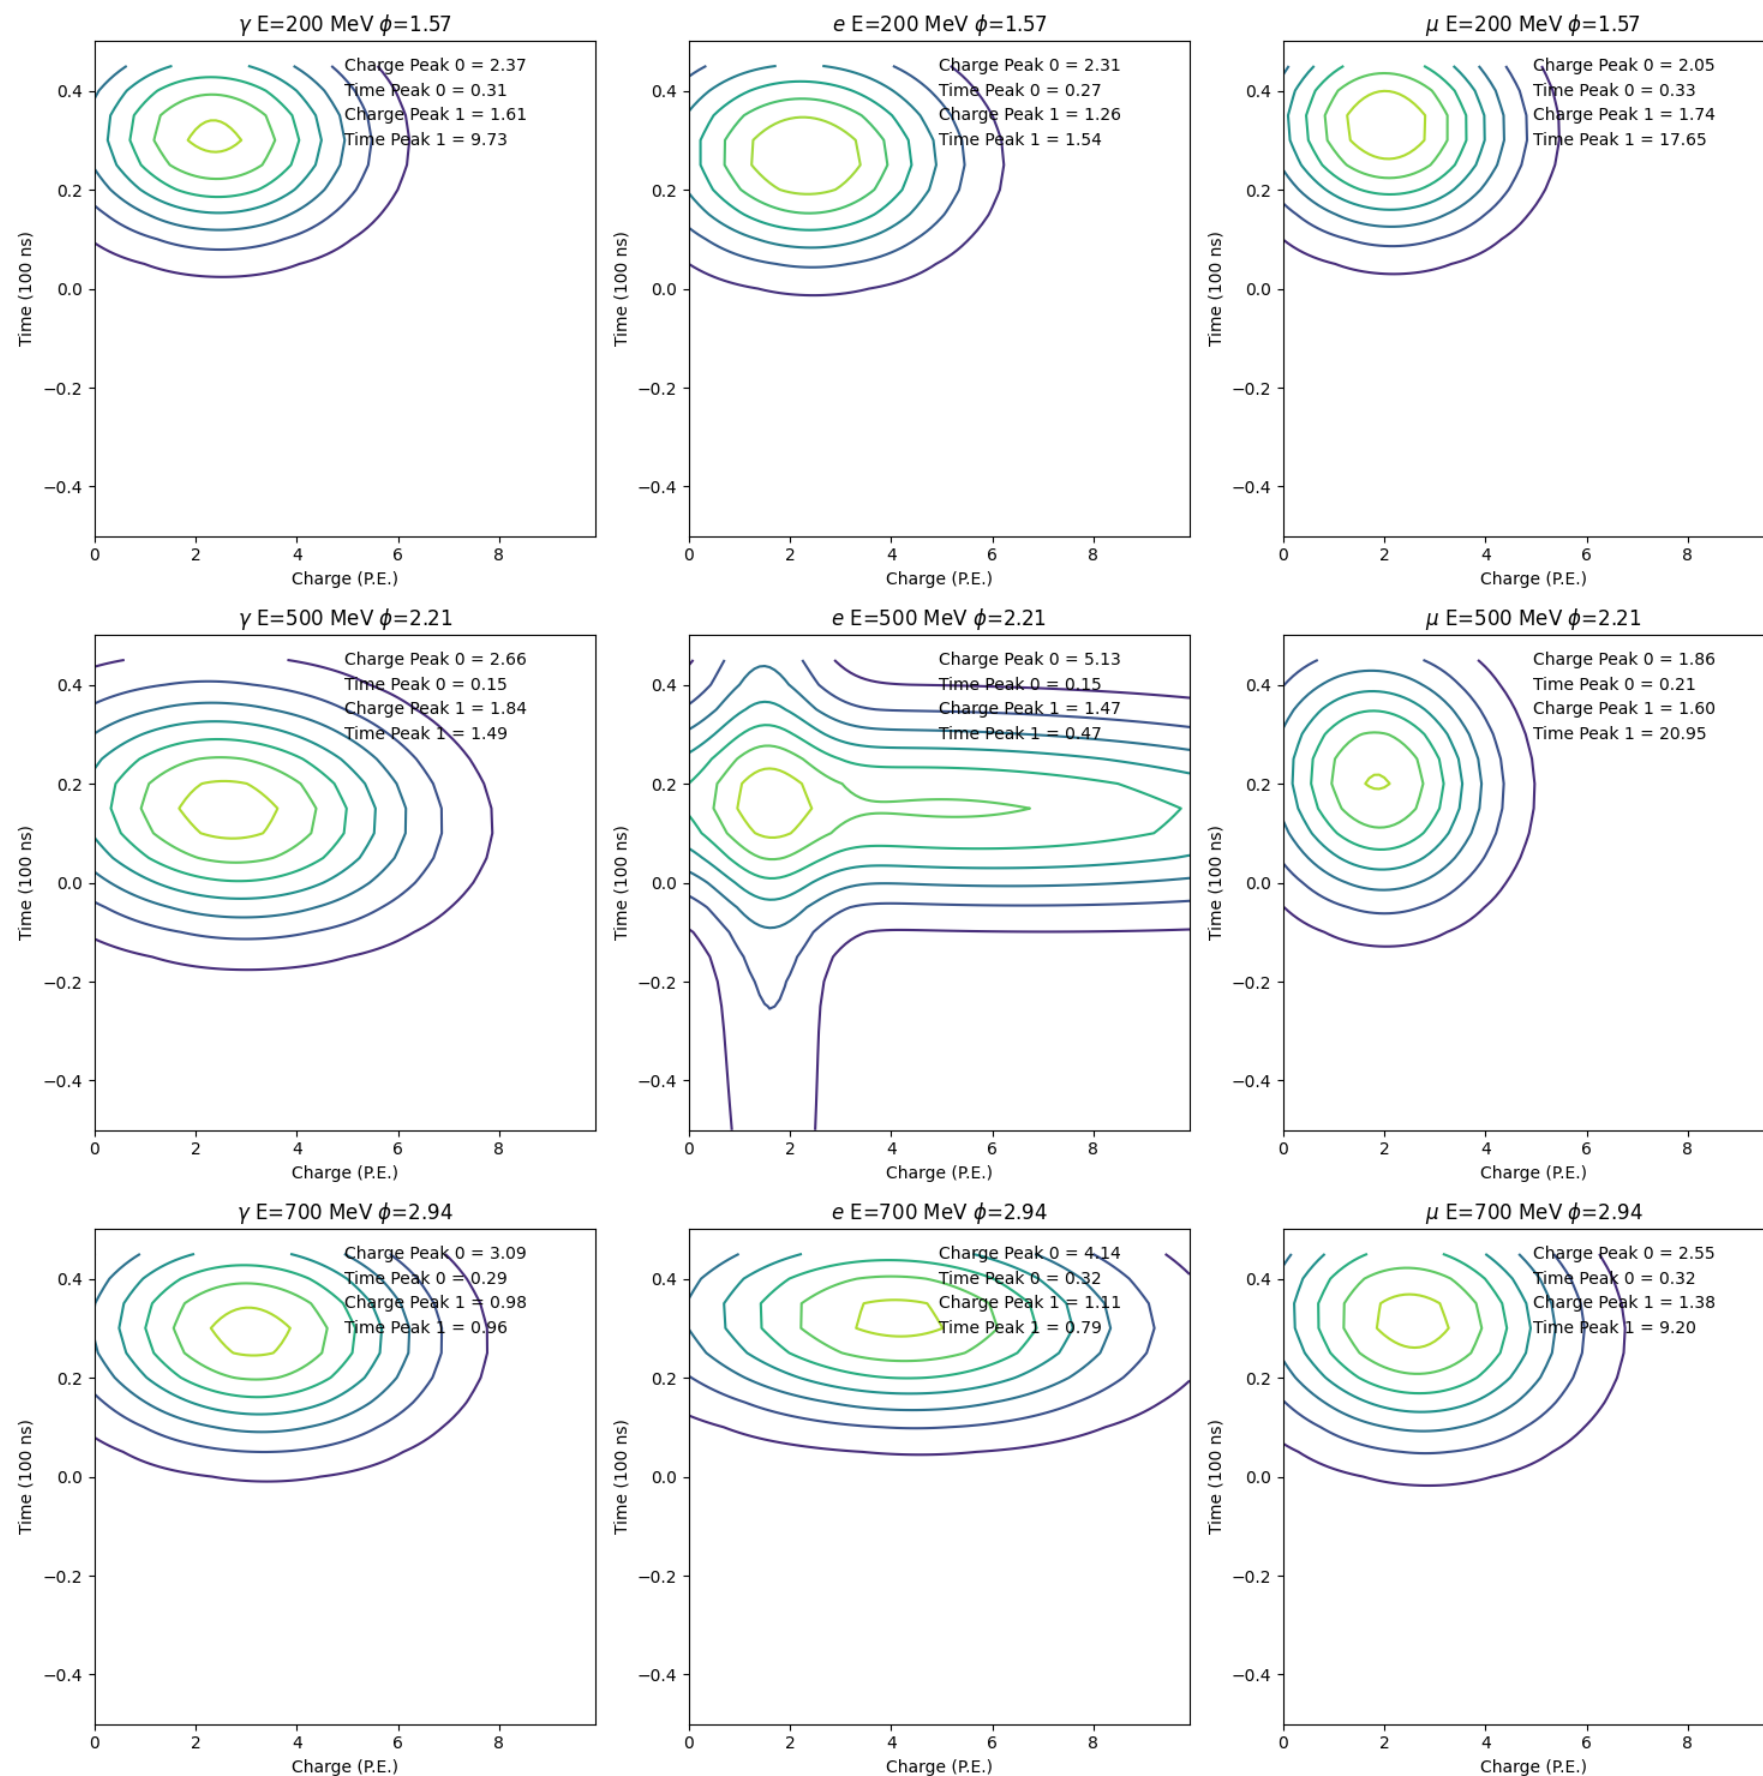 γ E=200 MeV ϕ=1.57
Charge Peak 0 = 2.37
Time Peak 0 = 0.31
Charge Peak 1 = 1.61
Time Peak 1 = 9.73
0.4
0.2
0.0
−0.2
−0.4
Time (100 ns)
0 2 4 6 8
Charge (P.E.)
e E=200 MeV ϕ=1.57
Charge Peak 0 = 2.31
Time Peak 0 = 0.27
Charge Peak 1 = 1.26
Time Peak 1 = 1.54
0.4
0.2
0.0
−0.2
−0.4
Time (100 ns)
0 2 4 6 8
Charge (P.E.)
μ E=200 MeV ϕ=1.57
Charge Peak 0 = 2.05
Time Peak 0 = 0.33
Charge Peak 1 = 1.74
Time Peak 1 = 17.65
0.4
0.2
0.0
−0.2
−0.4
Time (100 ns)
0 2 4 6 8
Charge (P.E.)
γ E=500 MeV ϕ=2.21
Charge Peak 0 = 2.66
Time Peak 0 = 0.15
Charge Peak 1 = 1.84
Time Peak 1 = 1.49
0.4
0.2
0.0
−0.2
−0.4
Time (100 ns)
0 2 4 6 8
Charge (P.E.)
e E=500 MeV ϕ=2.21
Charge Peak 0 = 5.13
Time Peak 0 = 0.15
Charge Peak 1 = 1.47
Time Peak 1 = 0.47
0.4
0.2
0.0
−0.2
−0.4
Time (100 ns)
0 2 4 6 8
Charge (P.E.)
μ E=500 MeV ϕ=2.21
Charge Peak 0 = 1.86
Time Peak 0 = 0.21
Charge Peak 1 = 1.60
Time Peak 1 = 20.95
0.4
0.2
0.0
−0.2
−0.4
Time (100 ns)
0 2 4 6 8
Charge (P.E.)
γ E=700 MeV ϕ=2.94
Charge Peak 0 = 3.09
Time Peak 0 = 0.29
Charge Peak 1 = 0.98
Time Peak 1 = 0.96
0.4
0.2
0.0
−0.2
−0.4
Time (100 ns)
0 2 4 6 8
Charge (P.E.)
e E=700 MeV ϕ=2.94
Charge Peak 0 = 4.14
Time Peak 0 = 0.32
Charge Peak 1 = 1.11
Time Peak 1 = 0.79
0.4
0.2
0.0
−0.2
−0.4
Time (100 ns)
0 2 4 6 8
Charge (P.E.)
μ E=700 MeV ϕ=2.94
Charge Peak 0 = 2.55
Time Peak 0 = 0.32
Charge Peak 1 = 1.38
Time Peak 1 = 9.20
0.4
0.2
0.0
−0.2
−0.4
Time (100 ns)
0 2 4 6 8
Charge (P.E.)